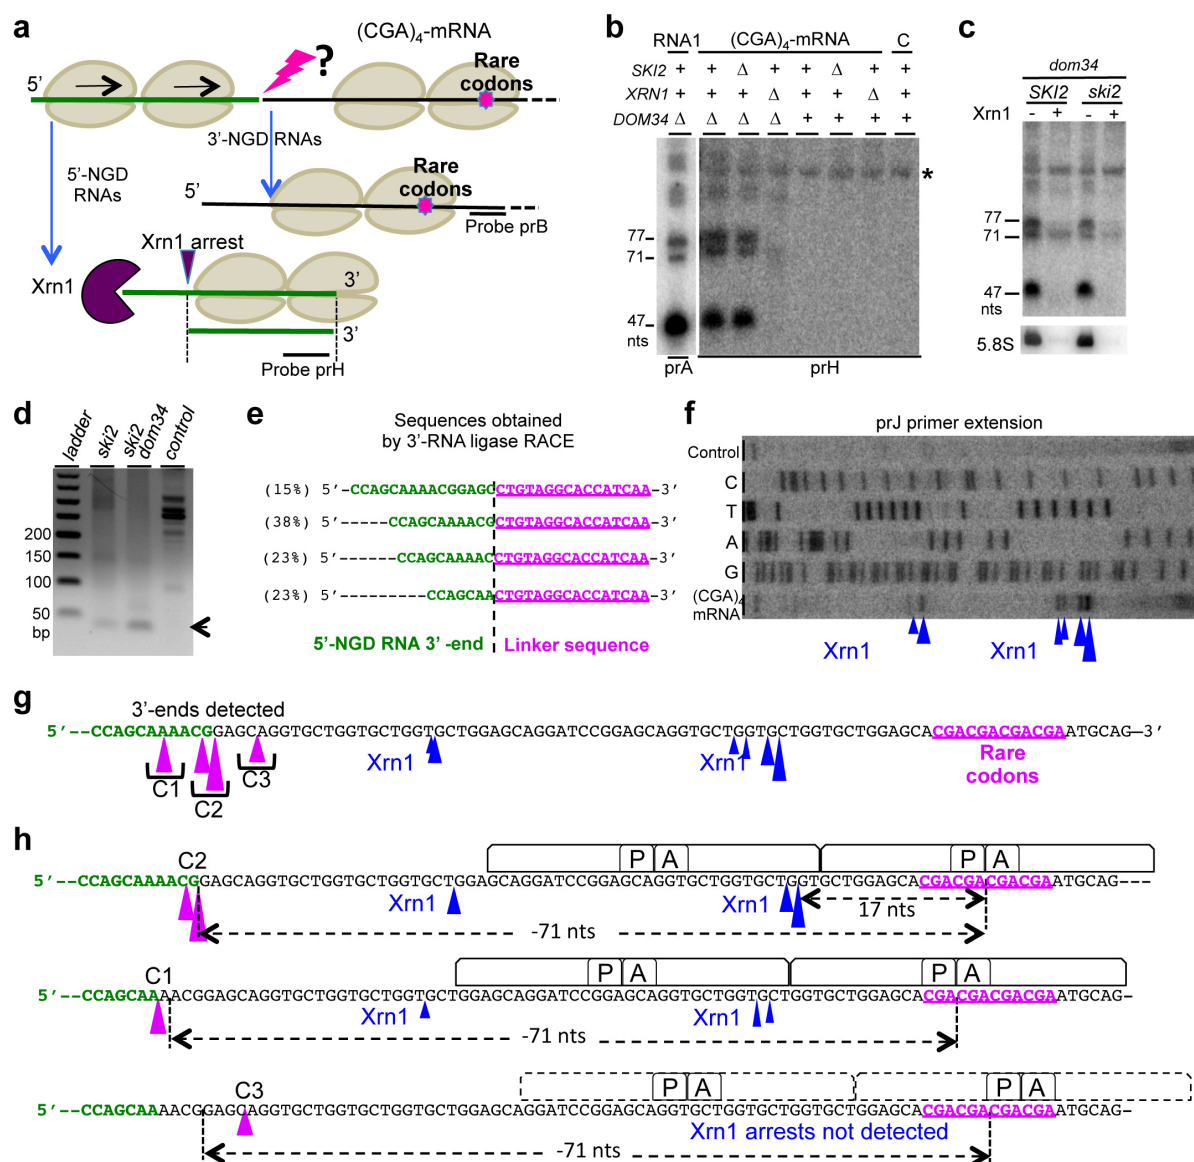 a
(CGA)4-mRNA
?
Rare
codons
5’
3’-NGD RNAs
5’-NGD
RNAs
5’
Rare
codons
Probe prB
Xrn1 arrest
Xrn1
3’
3’
Probe prH
b
RNA1 (CGA)4-mRNA C
SKI2 + + Δ + + Δ + +
XRN1 + + + Δ + + Δ +
DOM34 Δ Δ Δ Δ + + + +
*
77
71
47
nts
prA prH
c
dom34
SKI2 ski2
Xrn1 - + - +
77
71
47
nts
5.8S
d
ladder
ski2
ski2
dom34
control
200
150
100
50
bp
e
Sequences obtained
by 3’-RNA ligase RACE
(15%) 5’-CCAGCAAAACGGAGCCTGTAGGCACCATCAA-3’
(38%) 5’-----CCAGCAAAACGCTGTAGGCACCATCAA-3’
(23%) 5’------CCAGCAAAACCTGTAGGCACCATCAA-3’
(23%) 5’---------CCAGCAACTGTAGGCACCATCAA-3’
5’-NGD RNA 3’-end Linker sequence
f
prJ primer extension
Control
C
T
A
G
(CGA)4
mRNA
Xrn1 Xrn1
g
3’-ends detected
5’--CCAGCAAAACGGAGCAGGTGCTGGTGCTGGTGCTGGAGCAGGATCCGGAGCAGGTGCTGGTGCTGGTGCTGGAGCACGACGACGACGAATGCAG—3’
C1
C2
C3
Xrn1
Xrn1
Rare
codons
h
C2
P A P A
5’--CCAGCAAAACGGAGCAGGTGCTGGTGCTGGTGCTGGAGCAGGATCCGGAGCAGGTGCTGGTGCTGGTGCTGGAGCACGACGACGACGAATGCAG---
Xrn1 Xrn1
17 nts
-71 nts
C1
P A P A
5’--CCAGCAAAACGGAGCAGGTGCTGGTGCTGGTGCTGGAGCAGGATCCGGAGCAGGTGCTGGTGCTGGTGCTGGAGCACGACGACGACGAATGCAG—
Xrn1 Xrn1
-71 nts
C3
P A P A
5’--CCAGCAAAACGGAGCAGGTGCTGGTGCTGGTGCTGGAGCAGGATCCGGAGCAGGTGCTGGTGCTGGTGCTGGAGCACGACGACGACGAATGCAG—
Xrn1 arrests not detected
-71 nts